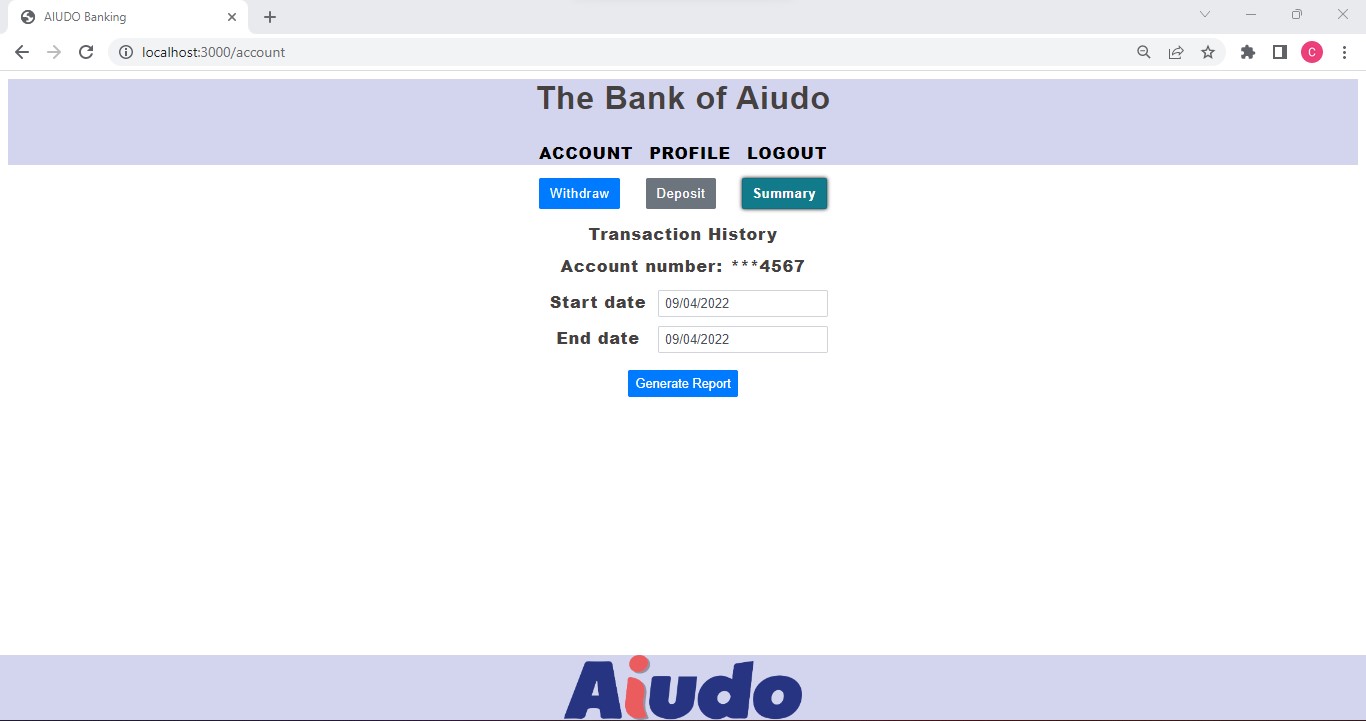 AIUDO Banking
localhost:3000/account
C
The Bank of Aiudo
ACCOUNT PROFILE LOGOUT
Withdraw Deposit Summary
Transaction History
Account number: ***4567
Start date 09/04/2022
End date 09/04/2022
Generate Report
Aiudo